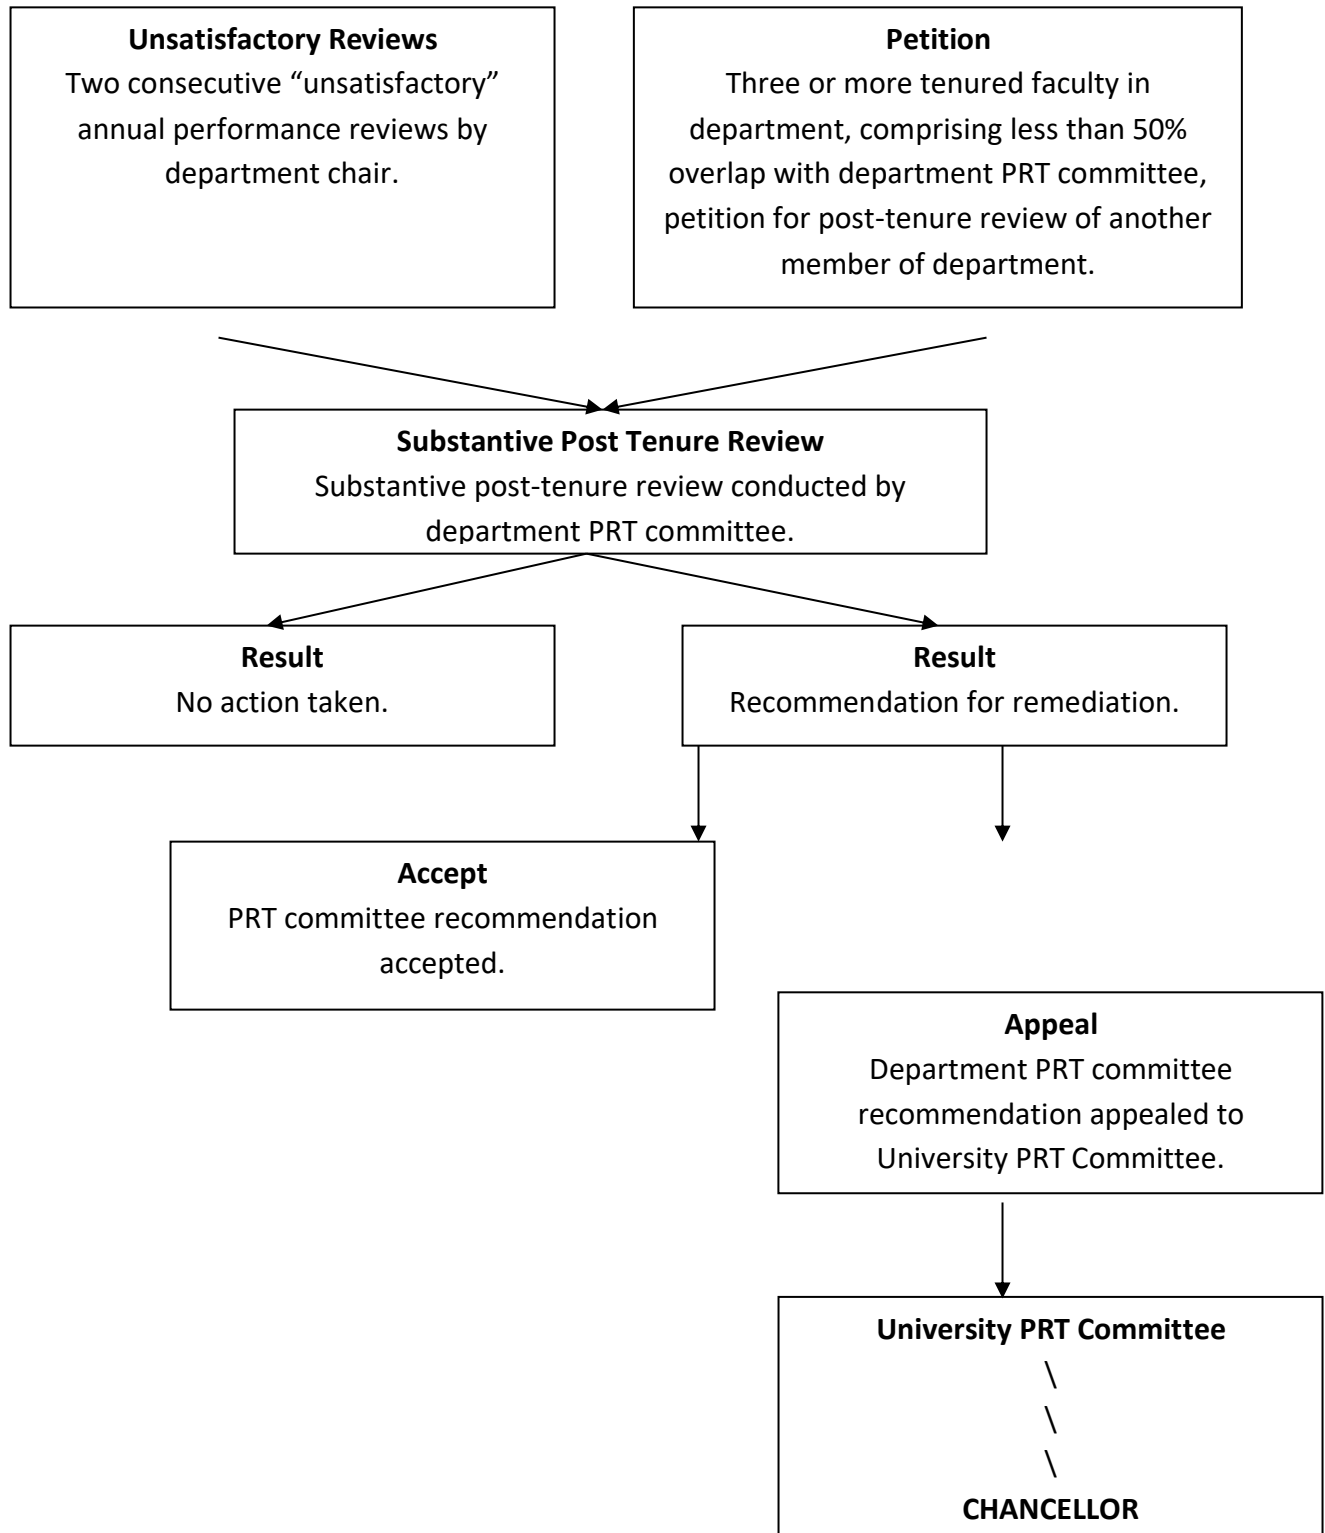 Unsatisfactory Reviews
Two consecutive “unsatisfactory”
annual performance reviews by
department chair.
Petition
Three or more tenured faculty in
department, comprising less than 50%
overlap with department PRT committee,
petition for post-tenure review of another
member of department.
Substantive Post Tenure Review
Substantive post-tenure review conducted by
department PRT committee.
Result
No action taken.
Result
Recommendation for remediation.
Accept
PRT committee recommendation
accepted.
Appeal
Department PRT committee
recommendation appealed to
University PRT Committee.
University PRT Committee
\
\
\
CHANCELLOR